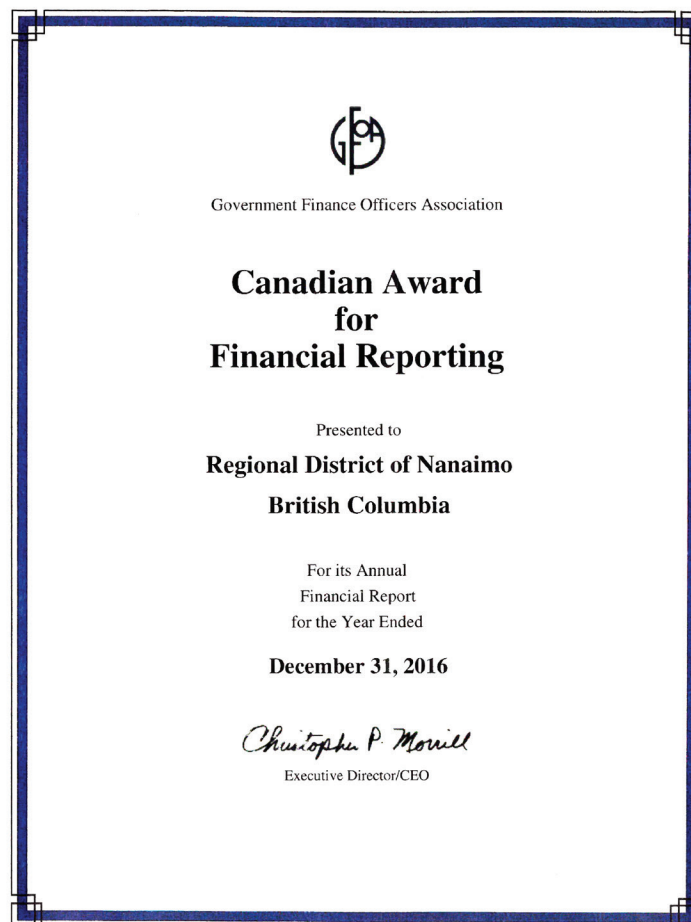 GFOA
Government Finance Officers Association
Canadian Award
for
Financial Reporting
Presented to
Regional District of Nanaimo
British Columbia
For its Annual
Financial Report
for the Year Ended
December 31, 2016
Christopher P. Morrill
Executive Director/CEO